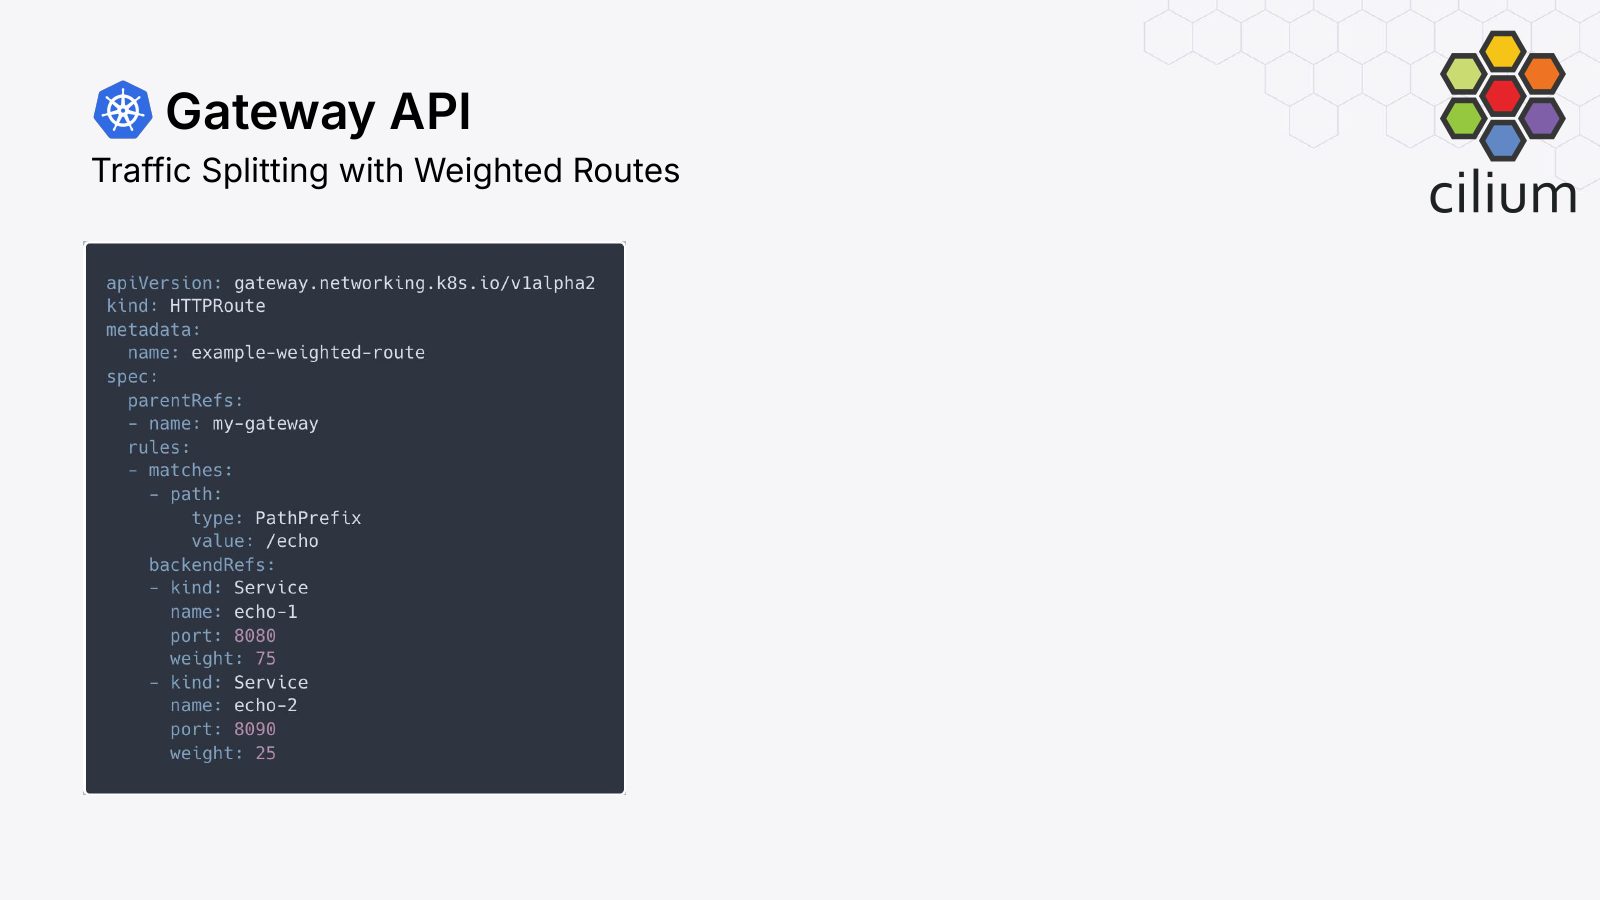 Gateway API
Traffic Splitting with Weighted Routes
cilium
apiVersion: gateway.networking.k8s.io/v1alpha2
kind: HTTPRoute
metadata:
  name: example-weighted-route
spec:
  parentRefs:
  - name: my-gateway
  rules:
  - matches:
    - path:
        type: PathPrefix
        value: /echo
    backendRefs:
    - kind: Service
      name: echo-1
      port: 8080
      weight: 75
    - kind: Service
      name: echo-2
      port: 8090
      weight: 25